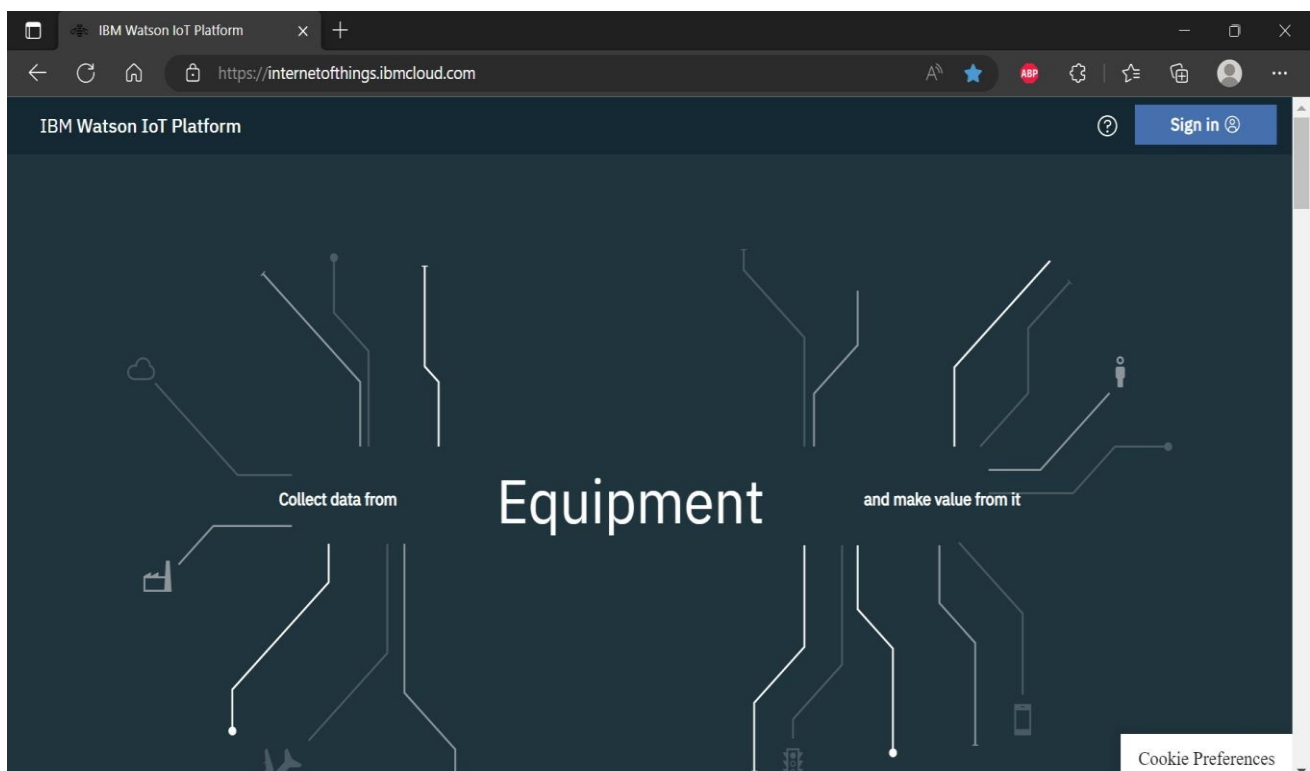 IBM Watson IoT Platform
https://internetofthings.ibmcloud.com
ABP
IBM Watson IoT Platform
Sign in
Collect data from
Equipment
and make value from it
Cookie Preferences